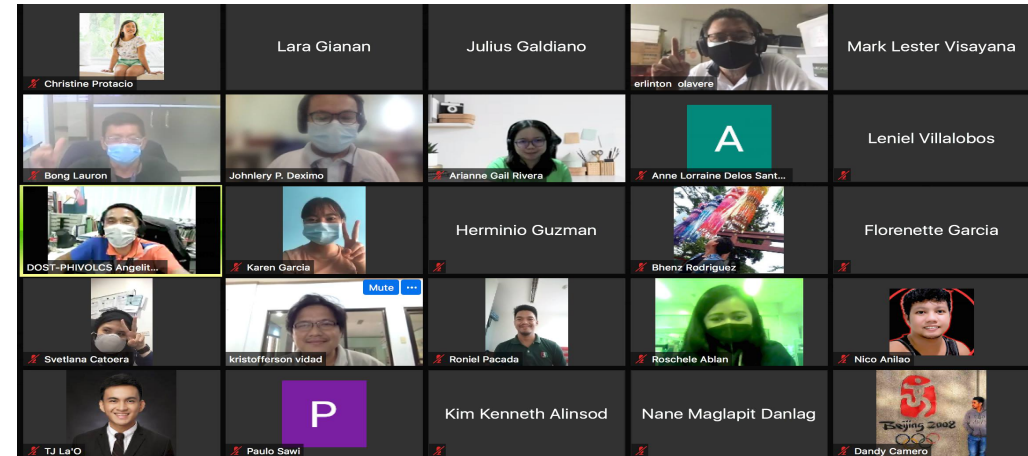 Christine Protacio
Lara Gianan
Julius Galdiano
erlinton olavere
Mark Lester Visayana
Bong Lauron
Johnlery P. Deximo
Arianne Gail Rivera
A
Anne Lorraine Delos Sant...
Leniel Villalobos
DOST-PHIVOLCS Angelit...
Karen Garcia
Herminio Guzman
Bhenz Rodriguez
Florenette Garcia
Svetlana Catoera
Mute ...
kristofferson vidad
Roniel Pacada
Roschele Ablan
Nico Anilao
TJ La'O
P
Paulo Sawi
Kim Kenneth Alinsod
Nane Maglapit Danlag
Beijing 2008
Dandy Camero